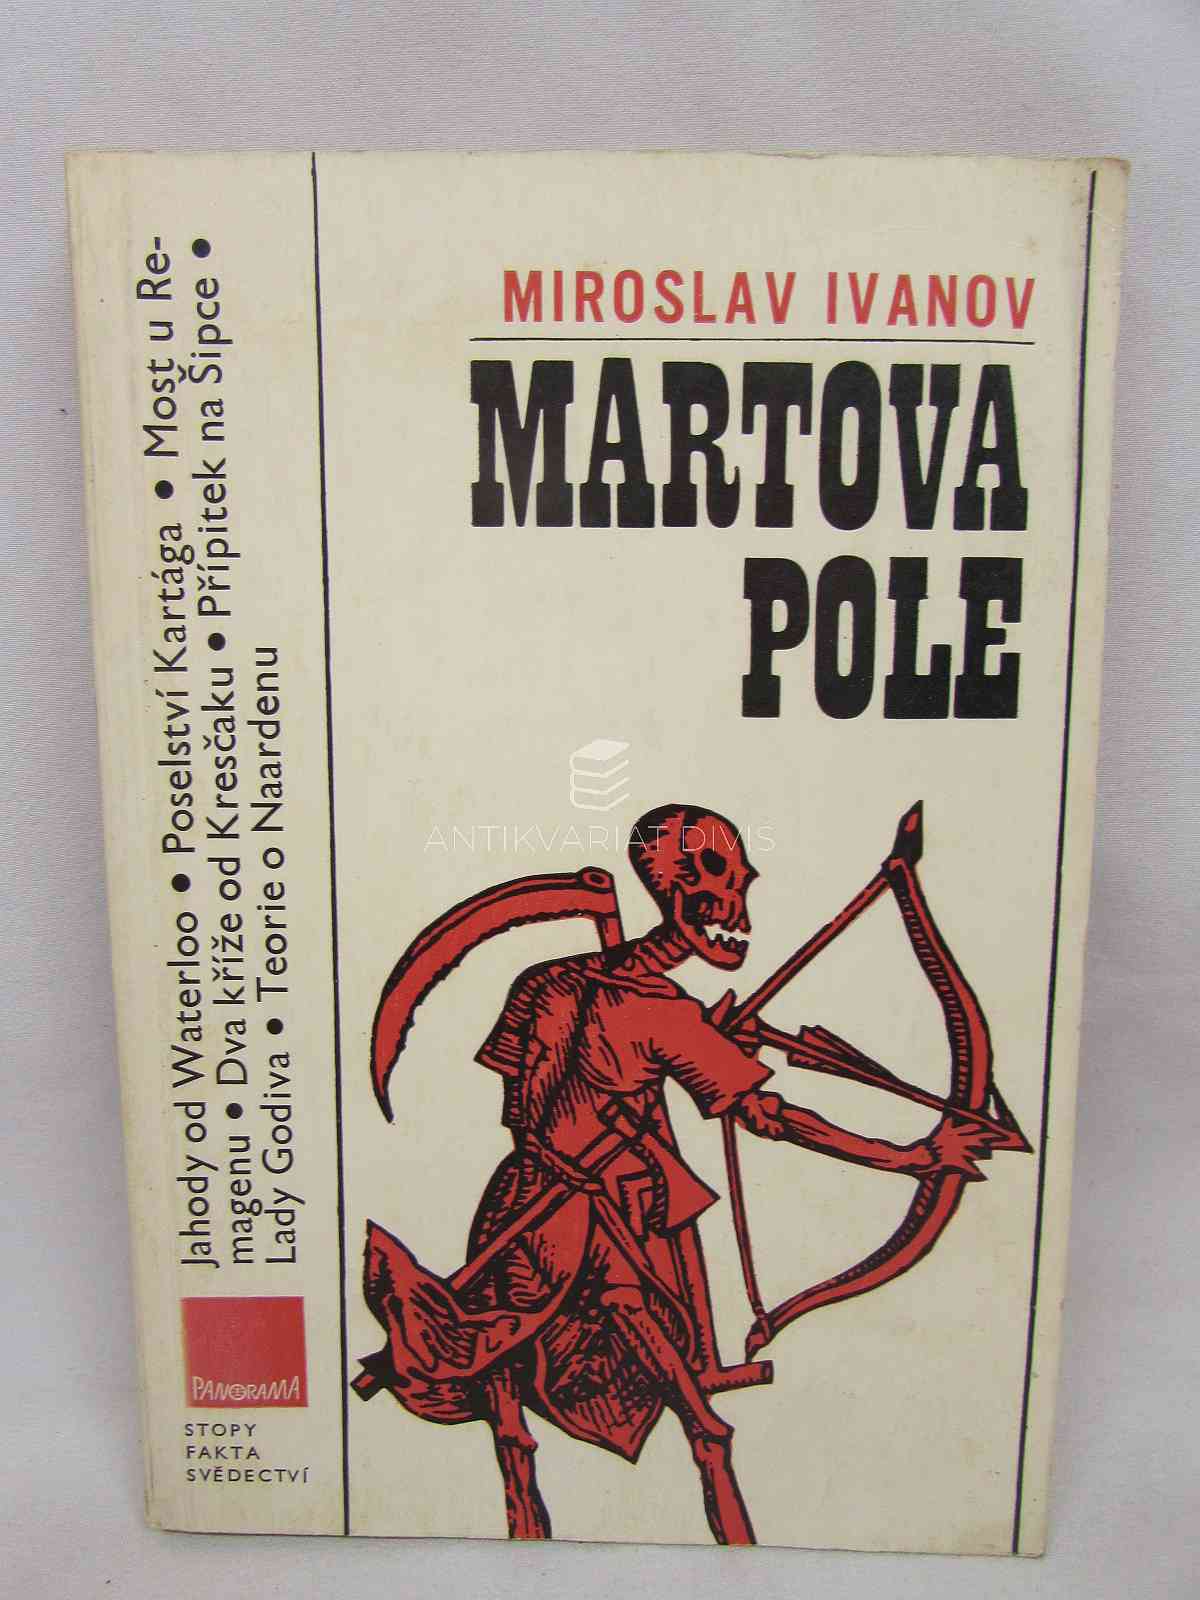 MIROSLAV IVANOV
MARTOVA
POLE
Jahody od Waterloo • Poselství Kartága • Most u Re-
magenu • Dva kříže od Kreščaku • Přípitek na Šipce •
Lady Godiva • Teorie o Naardenu
PANORAMA
STOPY
FAKTA
SVĚDECTVÍ
ANTIKVARIAT DIVIS